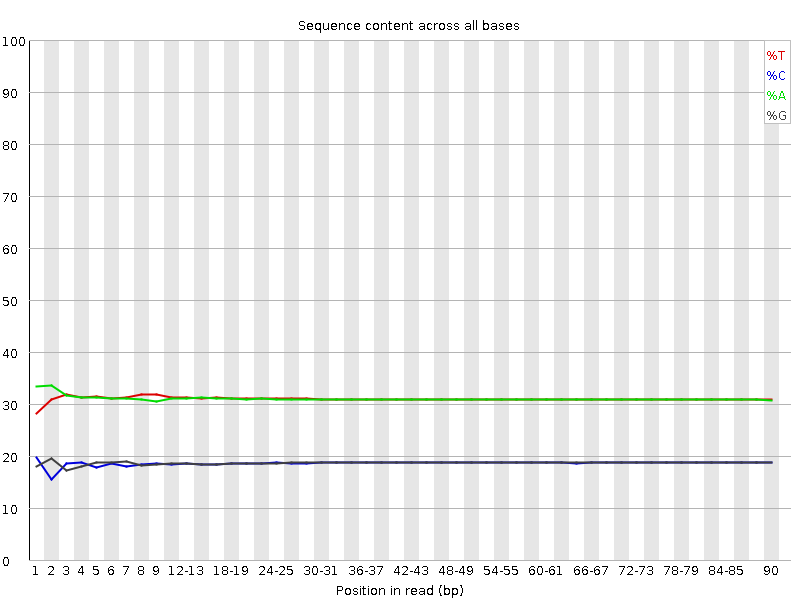 Sequence content across all bases
100
90
80
70
60
50
40
30
20
10
0
%T
%C
%A
%G
1 2 3 4 5 6 7 8 9 12-13 18-19 24-25 30-31 36-37 42-43 48-49 54-55 60-61 66-67 72-73 78-79 84-85 90
Position in read (bp)